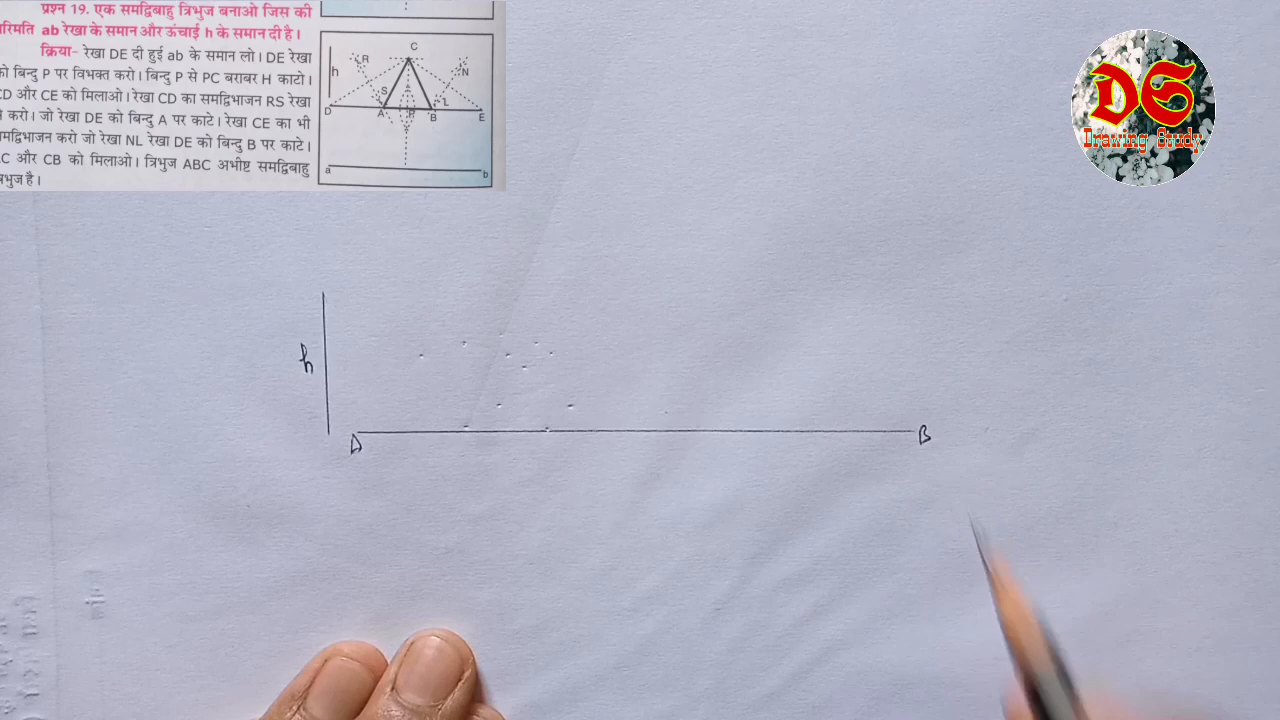 प्रश्न 19. एक समद्विबाहु त्रिभुज बनाओ जिस की
रिमति ab रेखा के समान और ऊंचाई h के समान दी है।
क्रिया- रेखा DE दी हुई ab के समान लो। DE रेखा
को बिन्दु P पर विभक्त करो। बिन्दु P से PC बराबर H काटो।
CD और CE को मिलाओ। रेखा CD का समद्विभाजन RS रेखा
करो। जो रेखा DE को बिन्दु A पर काटे। रेखा CE का भी
मद्विभाजन करो जो रेखा NL रेखा DE को बिन्दु B पर काटे।
C और CB को मिलाओ। त्रिभुज ABC अभीष्ट समद्विबाहु
भुज है।
C
R
h
N
S
L
D
A
P
B
E
a
b
DS
Drawing Study
h
A
B